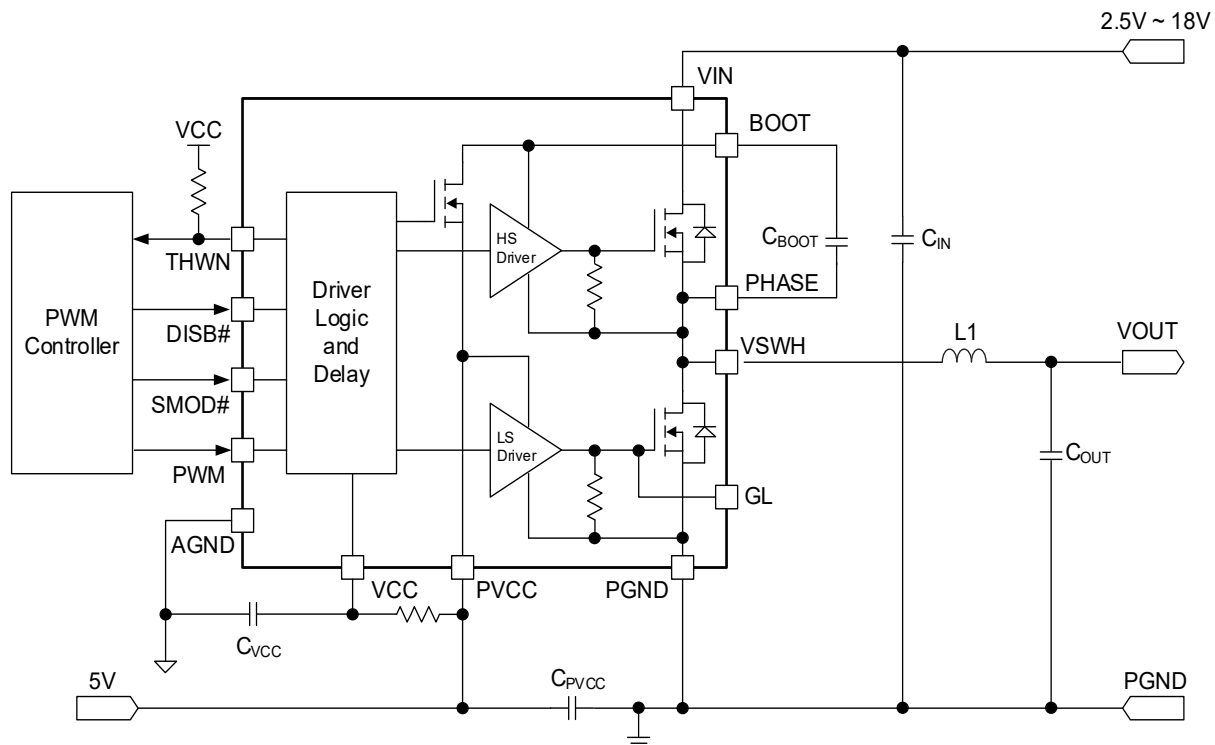 2.5V ~ 18V
VIN
BOOT
VCC
THWN
DISB#
SMOD#
PWM
AGND
PWM
Controller
Driver
Logic
and
Delay
HS
Driver
LS
Driver
CBOOT
CIN
PHASE
VSWH
L1
VOUT
COUT
GL
VCC
PVCC
PGND
CVCC
5V
CPVCC
PGND